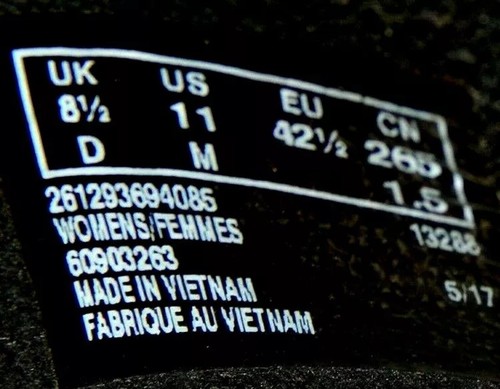 UK US EU CN
8½ 11 42½ 265
D M 1.5
261293694085
WOMENS/FEMMES 13288
60903263
MADE IN VIETNAM 5/17
FABRIQUE AU VIETNAM